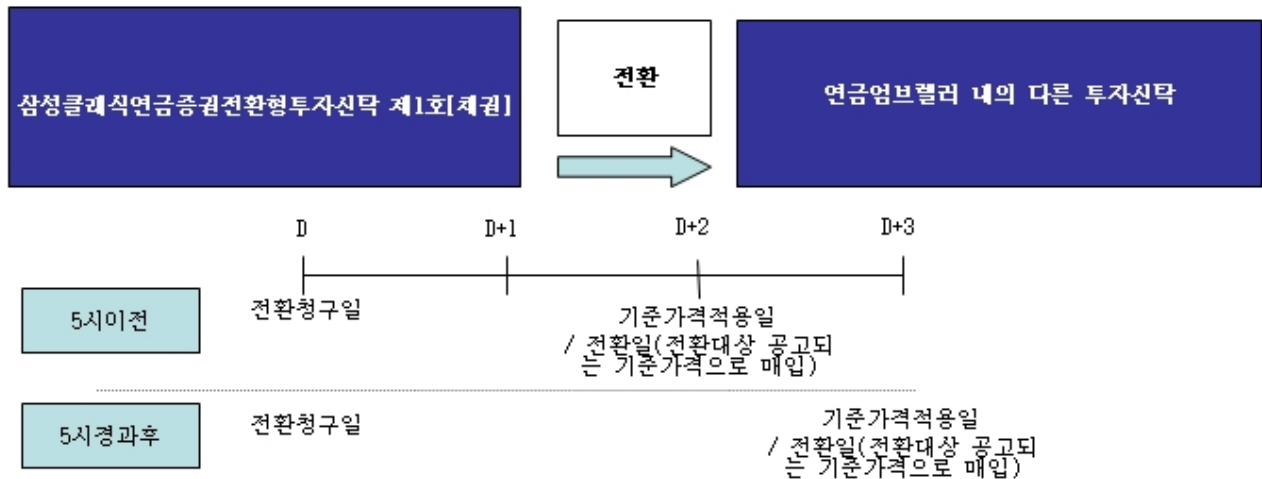 삼성클래식연금증권전환형투자신탁 제1호[채권]
전환
연금엄브렐러 내의 다른 투자신탁
D
D+1
D+2
D+3
5시이전
전환청구일
기준가격적용일
/ 전환일(전환대상 공고되
는 기준가격으로 매입)
5시경과후
전환청구일
기준가격적용일
/ 전환일(전환대상 공고되
는 기준가격으로 매입)